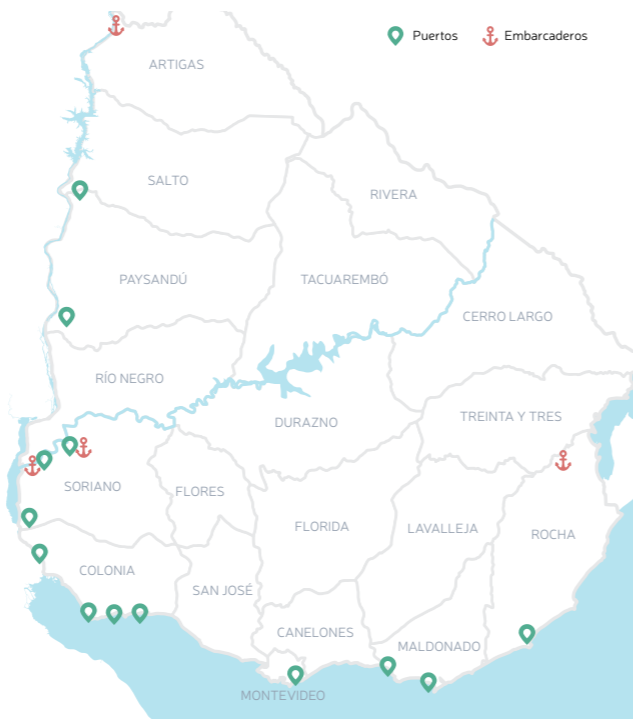 Puertos
Embarcaderos
ARTIGAS
SALTO
RIVERA
PAYSANDÚ
TACUAREMBÓ
CERRO LARGO
RÍO NEGRO
TREINTA Y TRES
DURAZNO
SORIANO
FLORES
FLORIDA
LAVALLEJA
ROCHA
COLONIA
SAN JOSÉ
CANELONES
MALDONADO
MONTEVIDEO